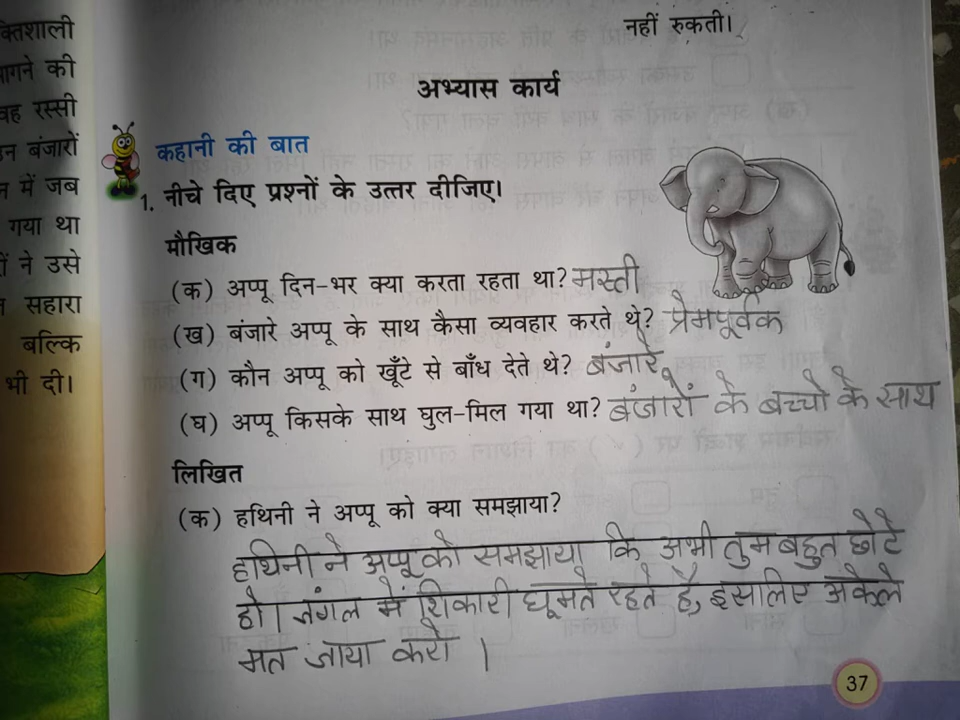 क्तिशाली
ागने की
वह रस्सी
उन बंजारों
न में जब
गया था
ों ने उसे
सहारा
बल्कि
भी दी।
नहीं रुकती।
अभ्यास कार्य
कहानी की बात
1. नीचे दिए प्रश्नों के उत्तर दीजिए।
मौखिक
(क) अप्पू दिन-भर क्या करता रहता था? मस्ती
(ख) बंजारे अप्पू के साथ कैसा व्यवहार करते थे? प्रेमपूर्वक
(ग) कौन अप्पू को खूँटे से बाँध देते थे? बंजारे
(घ) अप्पू किसके साथ घुल-मिल गया था? बंजारों के बच्चो के साथ
लिखित
(क) हथिनी ने अप्पू को क्या समझाया?
हथिनी ने अप्पू को समझाया कि अभी तुम बहुत छोटे
हो। जंगल में शिकारी घूमते रहते है, इसलिए अकेले
मत जाया करो ।
37